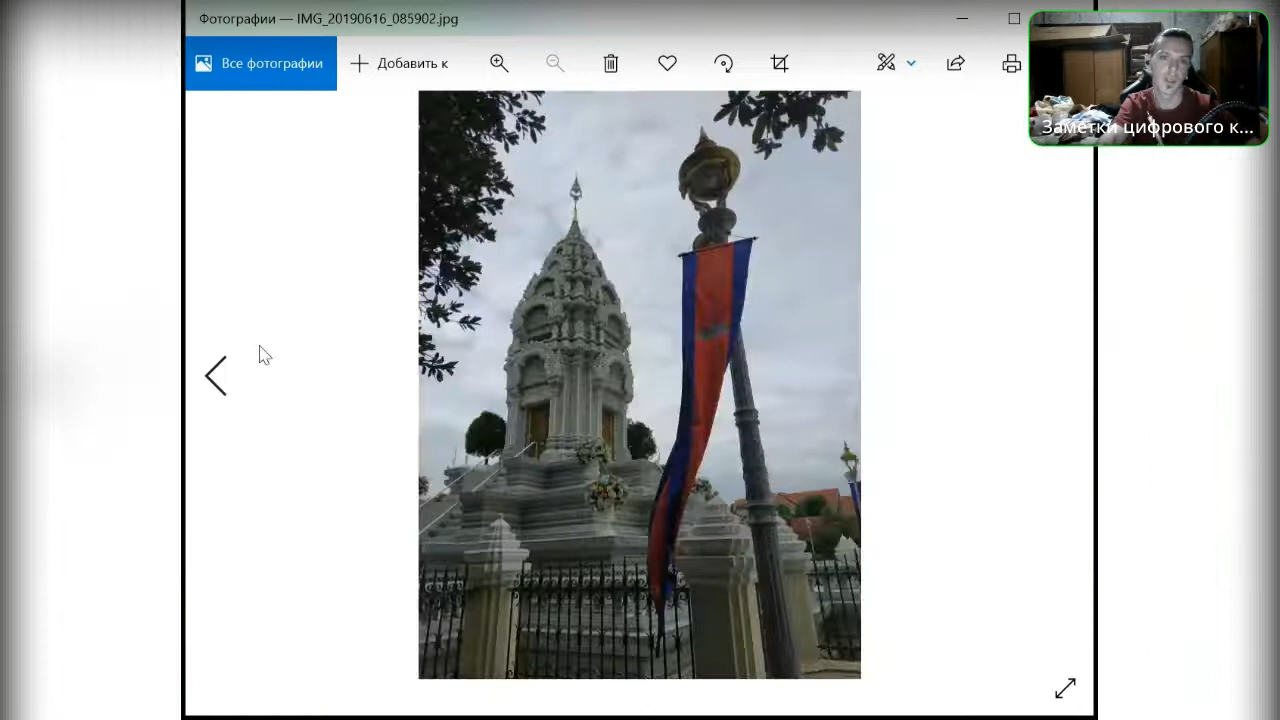 Фотографии — IMG_20190616_085902.jpg
Все фотографии
Добавить к
Заметки цифрового к...